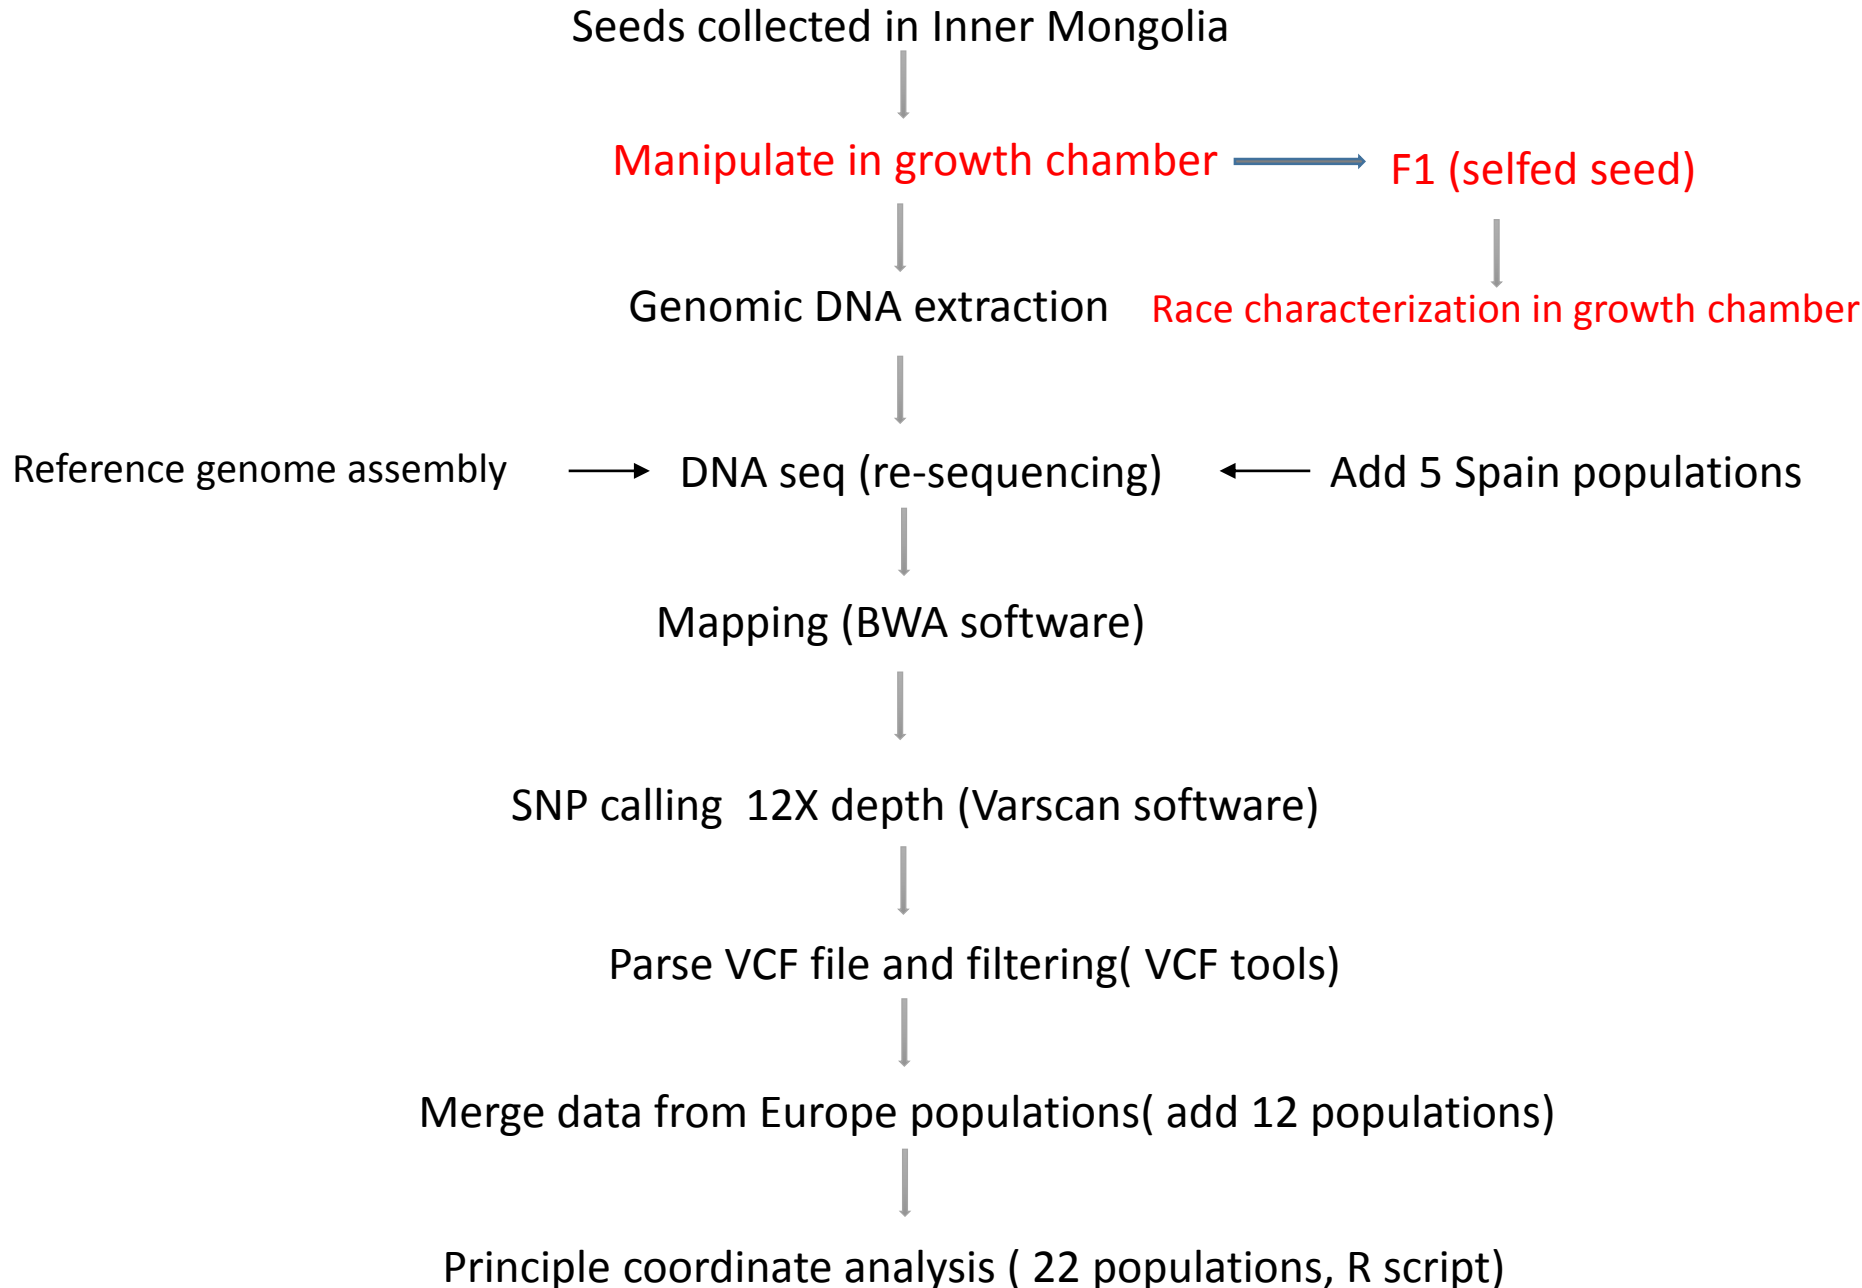 Seeds collected in Inner Mongolia
Manipulate in growth chamber
F1 (selfed seed)
Genomic DNA extraction
Race characterization in growth chamber
Reference genome assembly
DNA seq (re-sequencing)
Add 5 Spain populations
Mapping (BWA software)
SNP calling  12X depth (Varscan software)
Parse VCF file and filtering( VCF tools)
Merge data from Europe populations( add 12 populations)
Principle coordinate analysis ( 22 populations, R script)